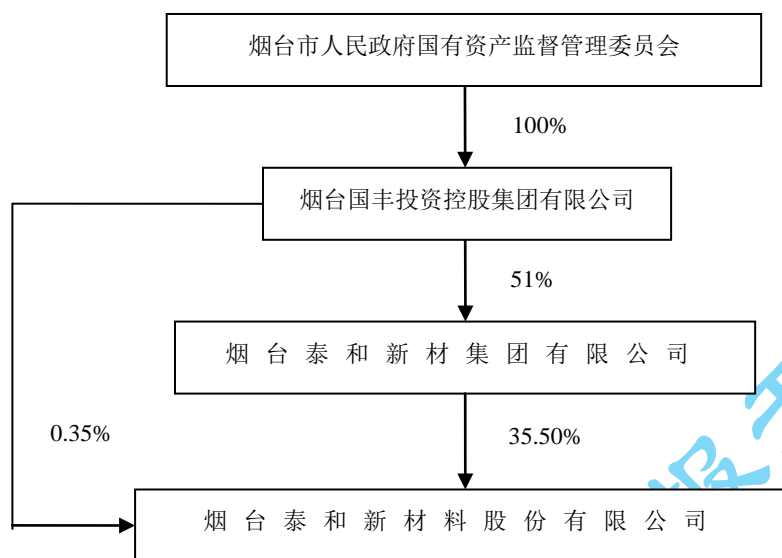 烟台市人民政府国有资产监督管理委员会
100%
烟台国丰投资控股集团有限公司
51%
烟台泰和新材集团有限公司
0.35%
35.50%
烟台泰和新材料股份有限公司